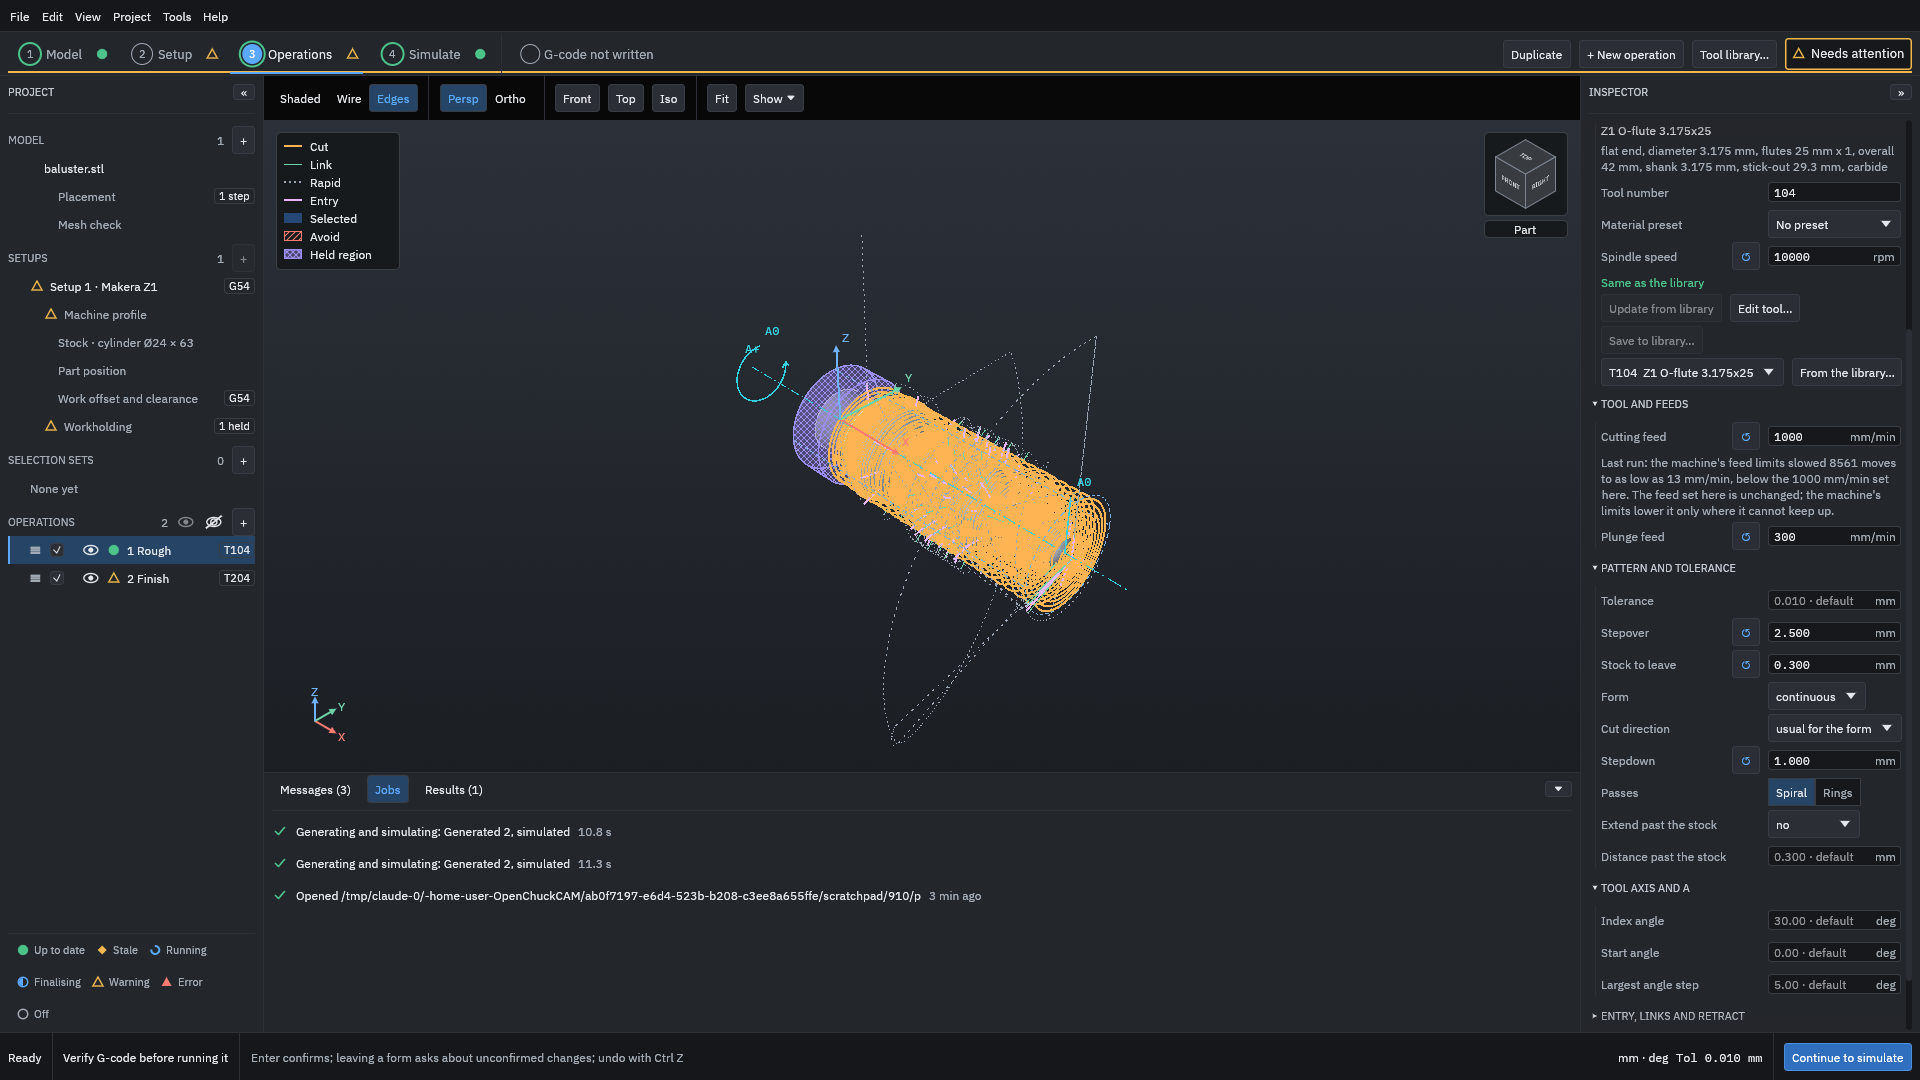 File Edit View Project Tools Help
1 Model 2 Setup 3 Operations 4 Simulate G-code not written Duplicate + New operation Tool library... Needs attention
PROJECT «
Shaded Wire Edges Persp Ortho Front Top Iso Fit Show
INSPECTOR »
MODEL 1 +
baluster.stl
Placement 1 step
Mesh check
SETUPS 1 +
Setup 1 · Makera Z1 G54
Machine profile
Stock · cylinder Ø24 × 63
Part position
Work offset and clearance G54
Workholding 1 held
SELECTION SETS 0 +
None yet
OPERATIONS 2 +
1 Rough T104
2 Finish T204
Up to date Stale Running
Finalising Warning Error
Off
Cut
Link
Rapid
Entry
Selected
Avoid
Held region
TOP
FRONT RIGHT
Part
A0
A+
Z
Y
X
A0
Z
Y
X
Messages (3) Jobs Results (1)
Generating and simulating: Generated 2, simulated 10.8 s
Generating and simulating: Generated 2, simulated 11.3 s
Opened /tmp/claude-0/-home-user-OpenChuckCAM/ab0f7197-e6d4-523b-b208-c3ee8a655ffe/scratchpad/910/p 3 min ago
Z1 O-flute 3.175x25
flat end, diameter 3.175 mm, flutes 25 mm x 1, overall
42 mm, shank 3.175 mm, stick-out 29.3 mm, carbide
Tool number 104
Material preset No preset
Spindle speed 10000 rpm
Same as the library
Update from library Edit tool...
Save to library...
T104 Z1 O-flute 3.175x25 From the library...
TOOL AND FEEDS
Cutting feed 1000 mm/min
Last run: the machine's feed limits slowed 8561 moves
to as low as 13 mm/min, below the 1000 mm/min set
here. The feed set here is unchanged; the machine's
limits lower it only where it cannot keep up.
Plunge feed 300 mm/min
PATTERN AND TOLERANCE
Tolerance 0.010 · default mm
Stepover 2.500 mm
Stock to leave 0.300 mm
Form continuous
Cut direction usual for the form
Stepdown 1.000 mm
Passes Spiral Rings
Extend past the stock no
Distance past the stock 0.300 · default mm
TOOL AXIS AND A
Index angle 30.00 · default deg
Start angle 0.00 · default deg
Largest angle step 5.00 · default deg
ENTRY, LINKS AND RETRACT
Ready Verify G-code before running it Enter confirms; leaving a form asks about unconfirmed changes; undo with Ctrl Z mm · deg Tol 0.010 mm Continue to simulate